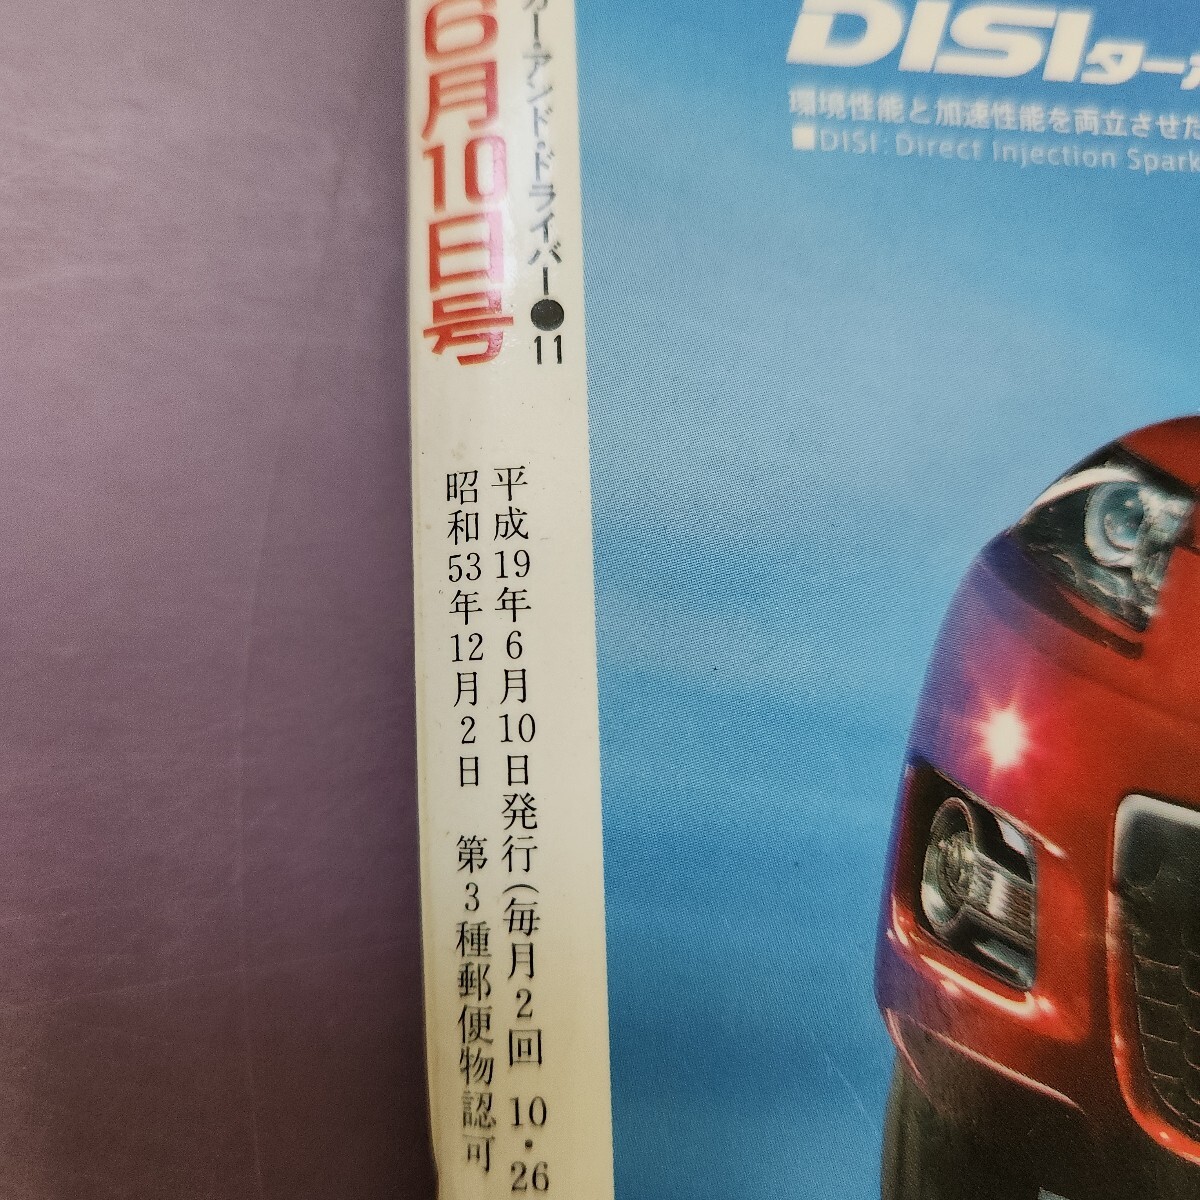 カー・アンド・ドライバー●11
6月10日号
平成19年6月10日発行(毎月2回 10・26
昭和53年12月2日 第3種郵便物認可
DISIターボ
環境性能と加速性能を両立させた
■DISI:Direct Injection Spark